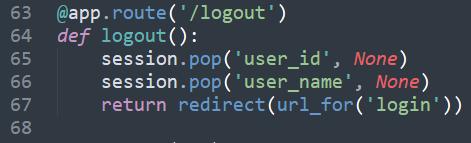 63 @app.route('/logout')
64 def logout():
65     session.pop('user_id', None)
66     session.pop('user_name', None)
67     return redirect(url_for('login'))
68